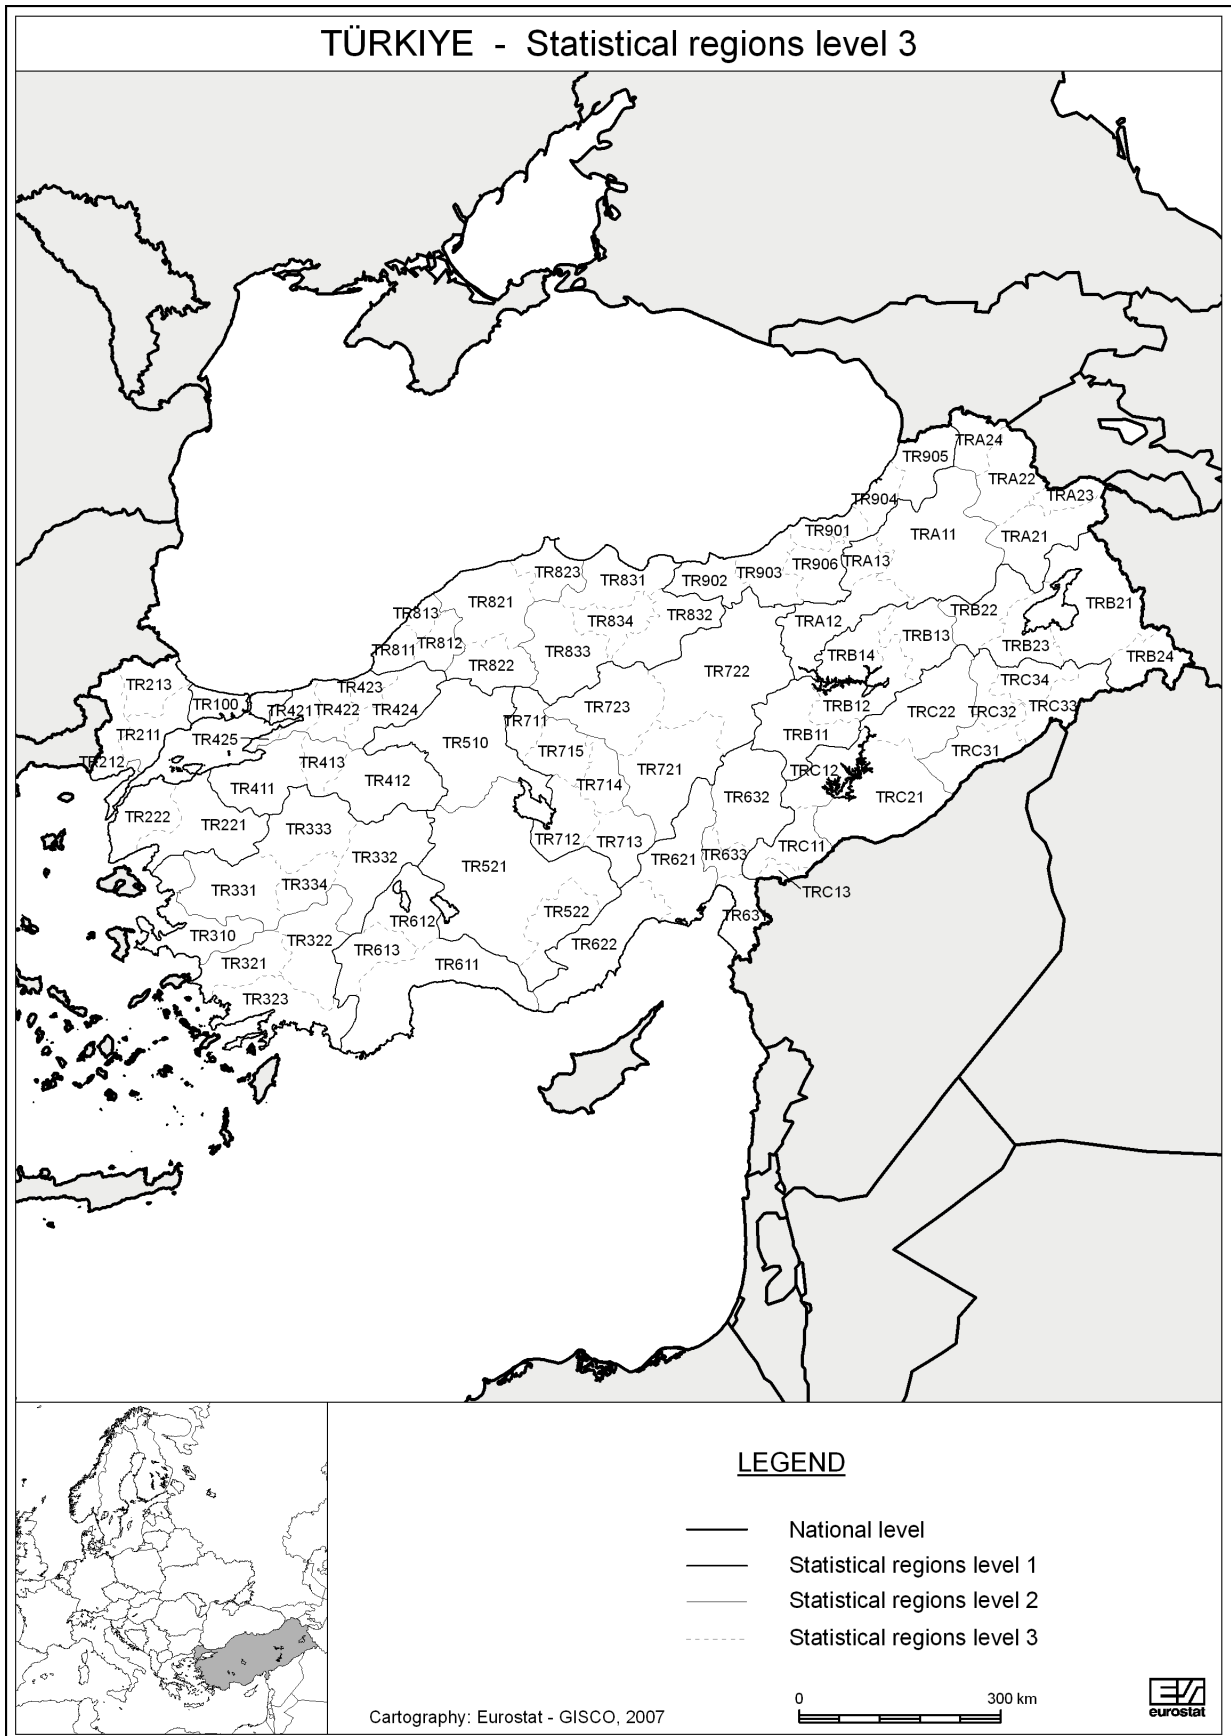 TÜRKIYE - Statistical regions level 3
TRA24
TR905
TRA22
TRA23
TR904
TR901
TRA11
TRA21
TR906
TRA13
TR823
TR831
TR902
TR903
TR821
TRB21
TR813
TR834
TR832
TRA12
TRB22
TRB13
TR812
TR811
TR833
TRB14
TRB23
TRB24
TR822
TR722
TRC34
TR213
TR423
TR100
TR421
TR422
TR424
TR723
TRB12
TRC22
TRC32
TRC33
TR711
TR211
TR425
TR510
TRB11
TR715
TRC31
TR212
TR413
TR721
TRC12
TR411
TR412
TR714
TR632
TRC21
TR222
TR221
TR333
TR712
TR713
TRC11
TR332
TR521
TR621
TR633
TR331
TR334
TRC13
TR522
TR631
TR612
TR310
TR322
TR613
TR622
TR321
TR611
TR323
LEGEND
National level
Statistical regions level 1
Statistical regions level 2
Statistical regions level 3
0 300 km
Cartography: Eurostat - GISCO, 2007
eurostat